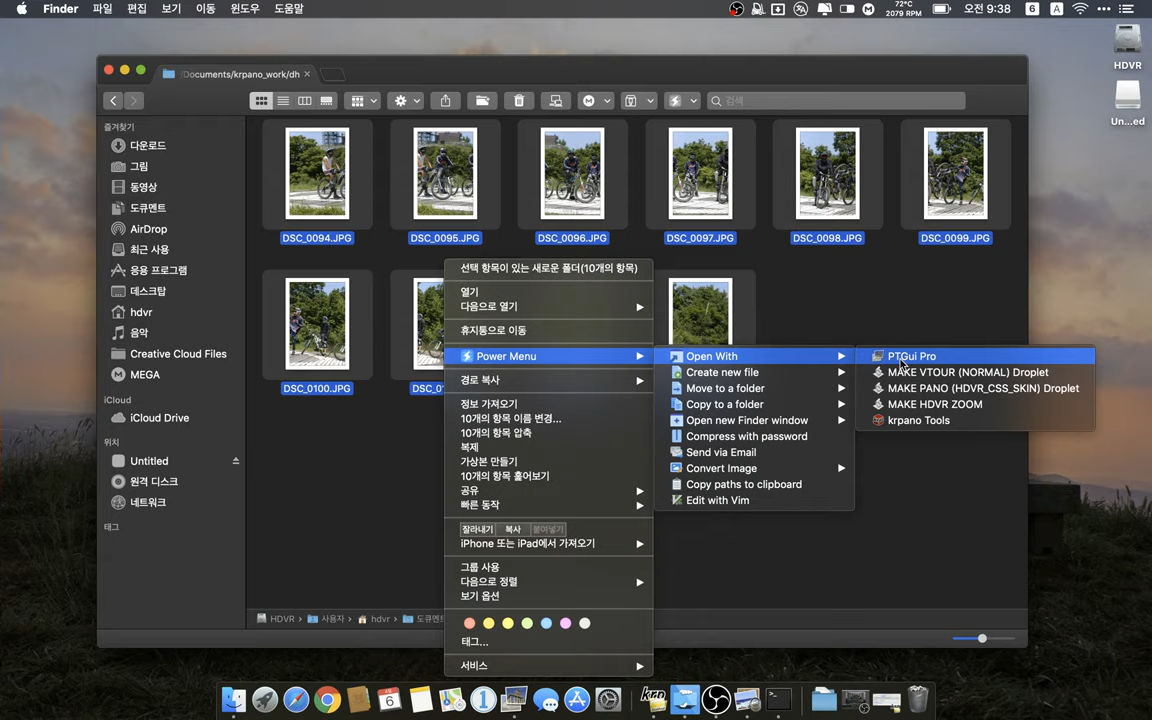 Finder 파일 편집 보기 이동 윈도우 도움말
72°C
2079 RPM
오전 9:38
6
A
HDVR
Un...ed
/Documents/krpano_work/dh
검색
즐겨찾기
다운로드
그림
동영상
도큐멘트
AirDrop
최근 사용
응용 프로그램
데스크탑
hdvr
음악
Creative Cloud Files
MEGA
iCloud
iCloud Drive
위치
Untitled
원격 디스크
네트워크
태그
DSC_0094.JPG DSC_0095.JPG DSC_0096.JPG DSC_0097.JPG DSC_0098.JPG DSC_0099.JPG
DSC_0100.JPG
선택 항목이 있는 새로운 폴더(10개의 항목)
열기
다음으로 열기
휴지통으로 이동
Power Menu
경로 복사
정보 가져오기
10개의 항목 이름 변경...
10개의 항목 압축
복제
가상본 만들기
10개의 항목 훑어보기
공유
빠른 동작
잘라내기 복사 붙여넣기
iPhone 또는 iPad에서 가져오기
그룹 사용
다음으로 정렬
보기 옵션
태그...
서비스
Open With
Create new file
Move to a folder
Copy to a folder
Open new Finder window
Compress with password
Send via Email
Convert Image
Copy paths to clipboard
Edit with Vim
PTGui Pro
MAKE VTOUR (NORMAL) Droplet
MAKE PANO (HDVR_CSS_SKIN) Droplet
MAKE HDVR ZOOM
krpano Tools
HDVR › 사용자 › hdvr ›
6